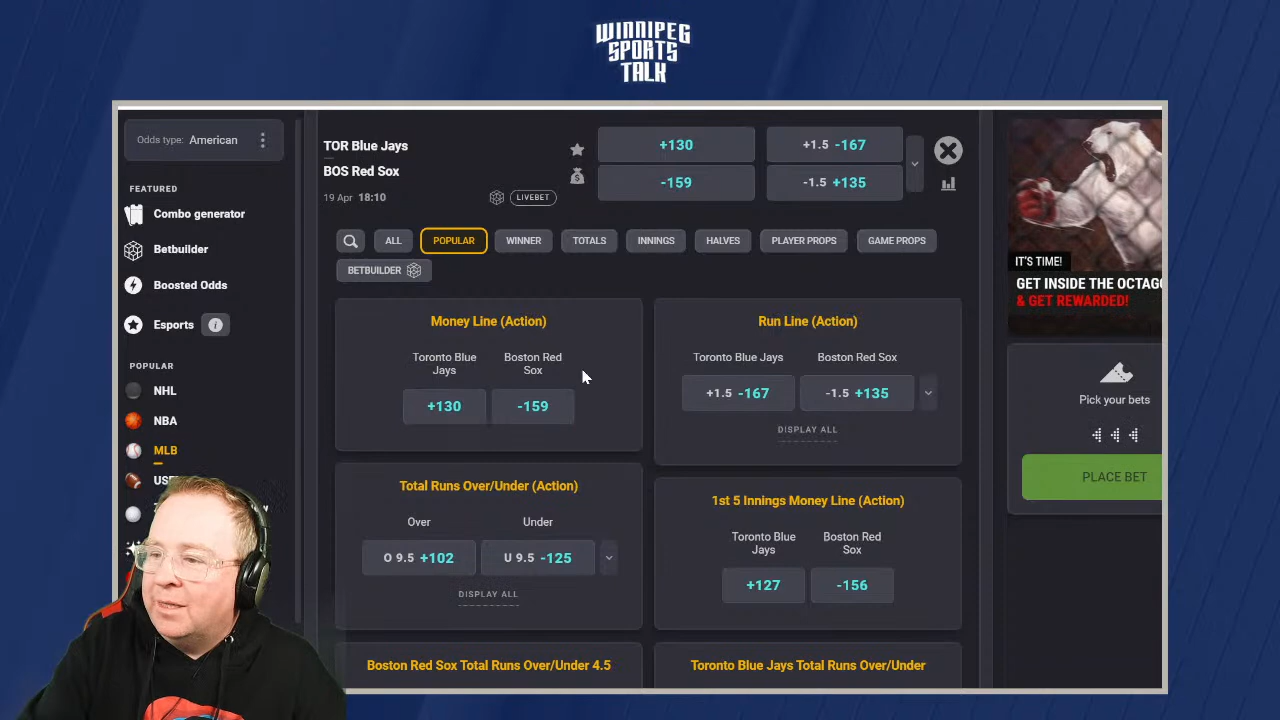 WINNIPEG
SPORTS
TALK
Odds type: American
FEATURED
Combo generator
Betbuilder
Boosted Odds
Esports
POPULAR
NHL
NBA
MLB
TOR Blue Jays
BOS Red Sox
19 Apr 18:10
LIVEBET
+130
+1.5 -167
-159
-1.5 +135
ALL
POPULAR
WINNER
TOTALS
INNINGS
HALVES
PLAYER PROPS
GAME PROPS
BETBUILDER
Money Line (Action)
Toronto Blue
Jays
Boston Red
Sox
+130
-159
Run Line (Action)
Toronto Blue Jays
Boston Red Sox
+1.5 -167
-1.5 +135
DISPLAY ALL
Total Runs Over/Under (Action)
Over
Under
O 9.5 +102
U 9.5 -125
DISPLAY ALL
1st 5 Innings Money Line (Action)
Toronto Blue
Jays
Boston Red
Sox
+127
-156
Boston Red Sox Total Runs Over/Under 4.5
Toronto Blue Jays Total Runs Over/Under
IT'S TIME!
GET INSIDE THE OCTAG
& GET REWARDED!
Pick your bets
PLACE BET